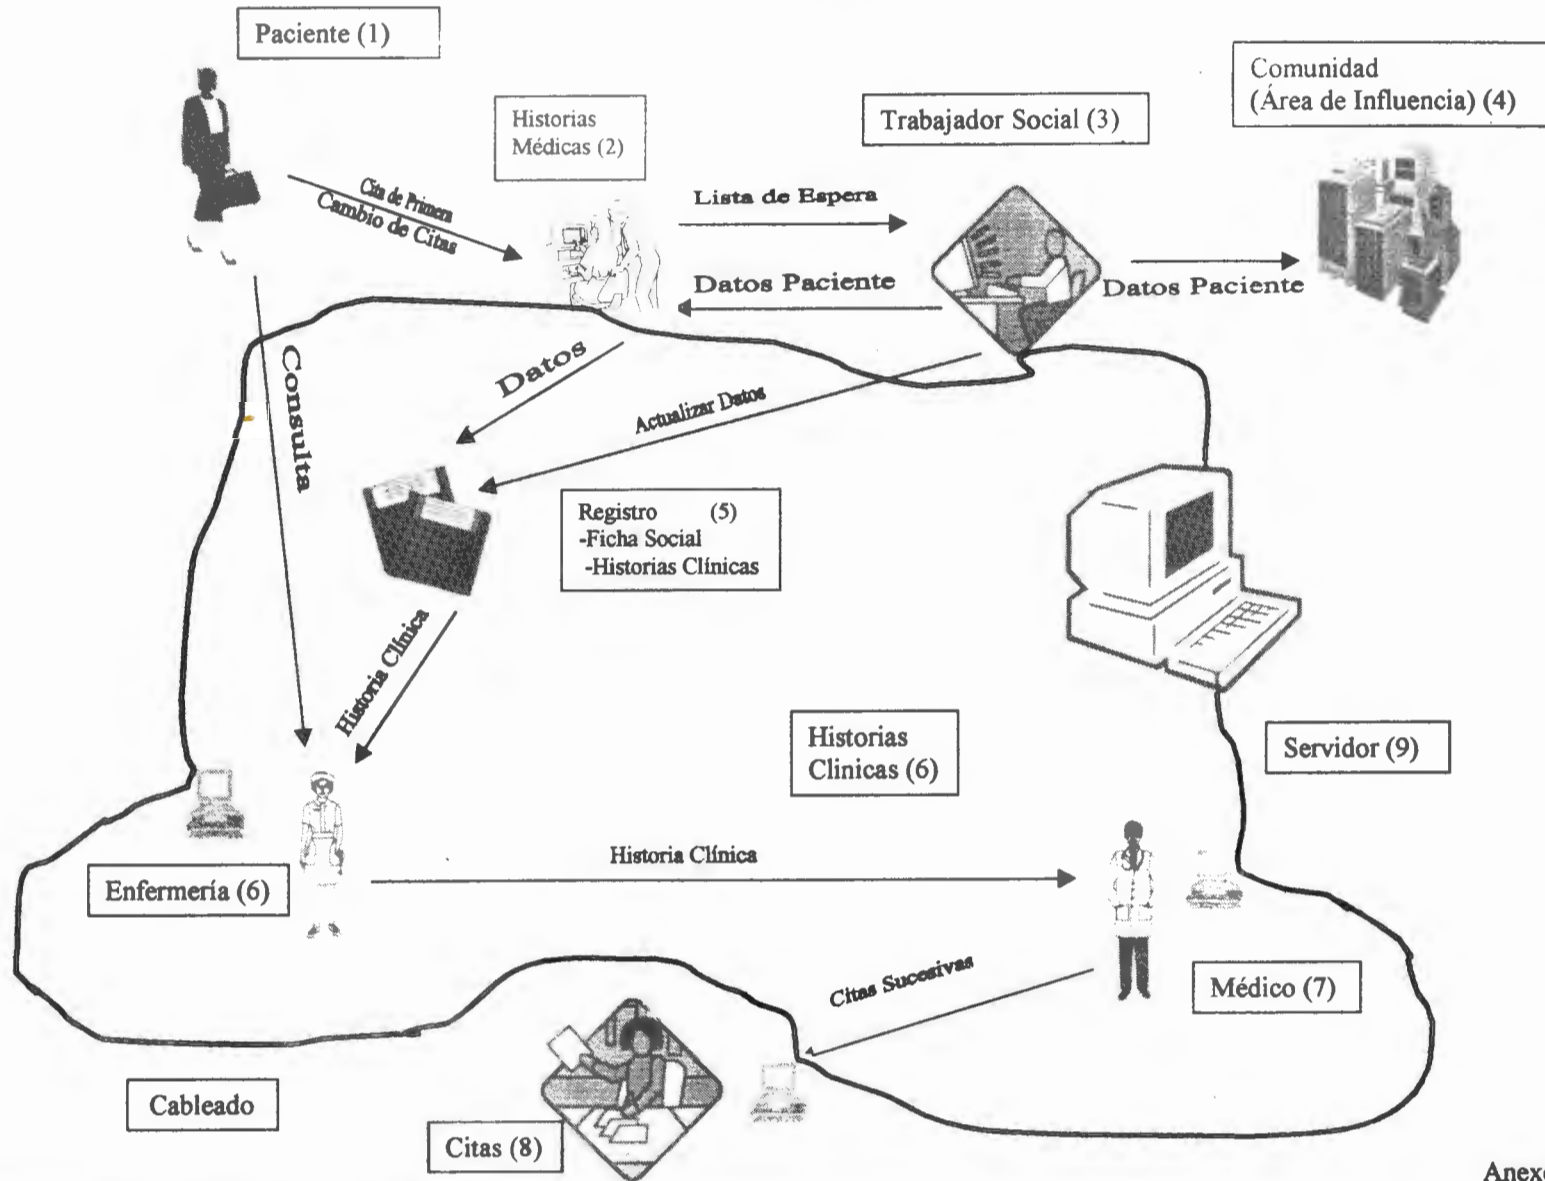 Paciente (1)
Historias
Médicas (2)
Trabajador Social (3)
Comunidad
(Área de Influencia) (4)
Cita de Primera
Cambio de Citas
Lista de Espera
Datos Paciente
Datos Paciente
Consulta
Datos
Actualizar Datos
Registro (5)
-Ficha Social
-Historias Clínicas
Historia Clínica
Historias
Clinicas (6)
Servidor (9)
Enfermería (6)
Historia Clínica
Médico (7)
Citas Sucesivas
Cableado
Citas (8)
Anexo